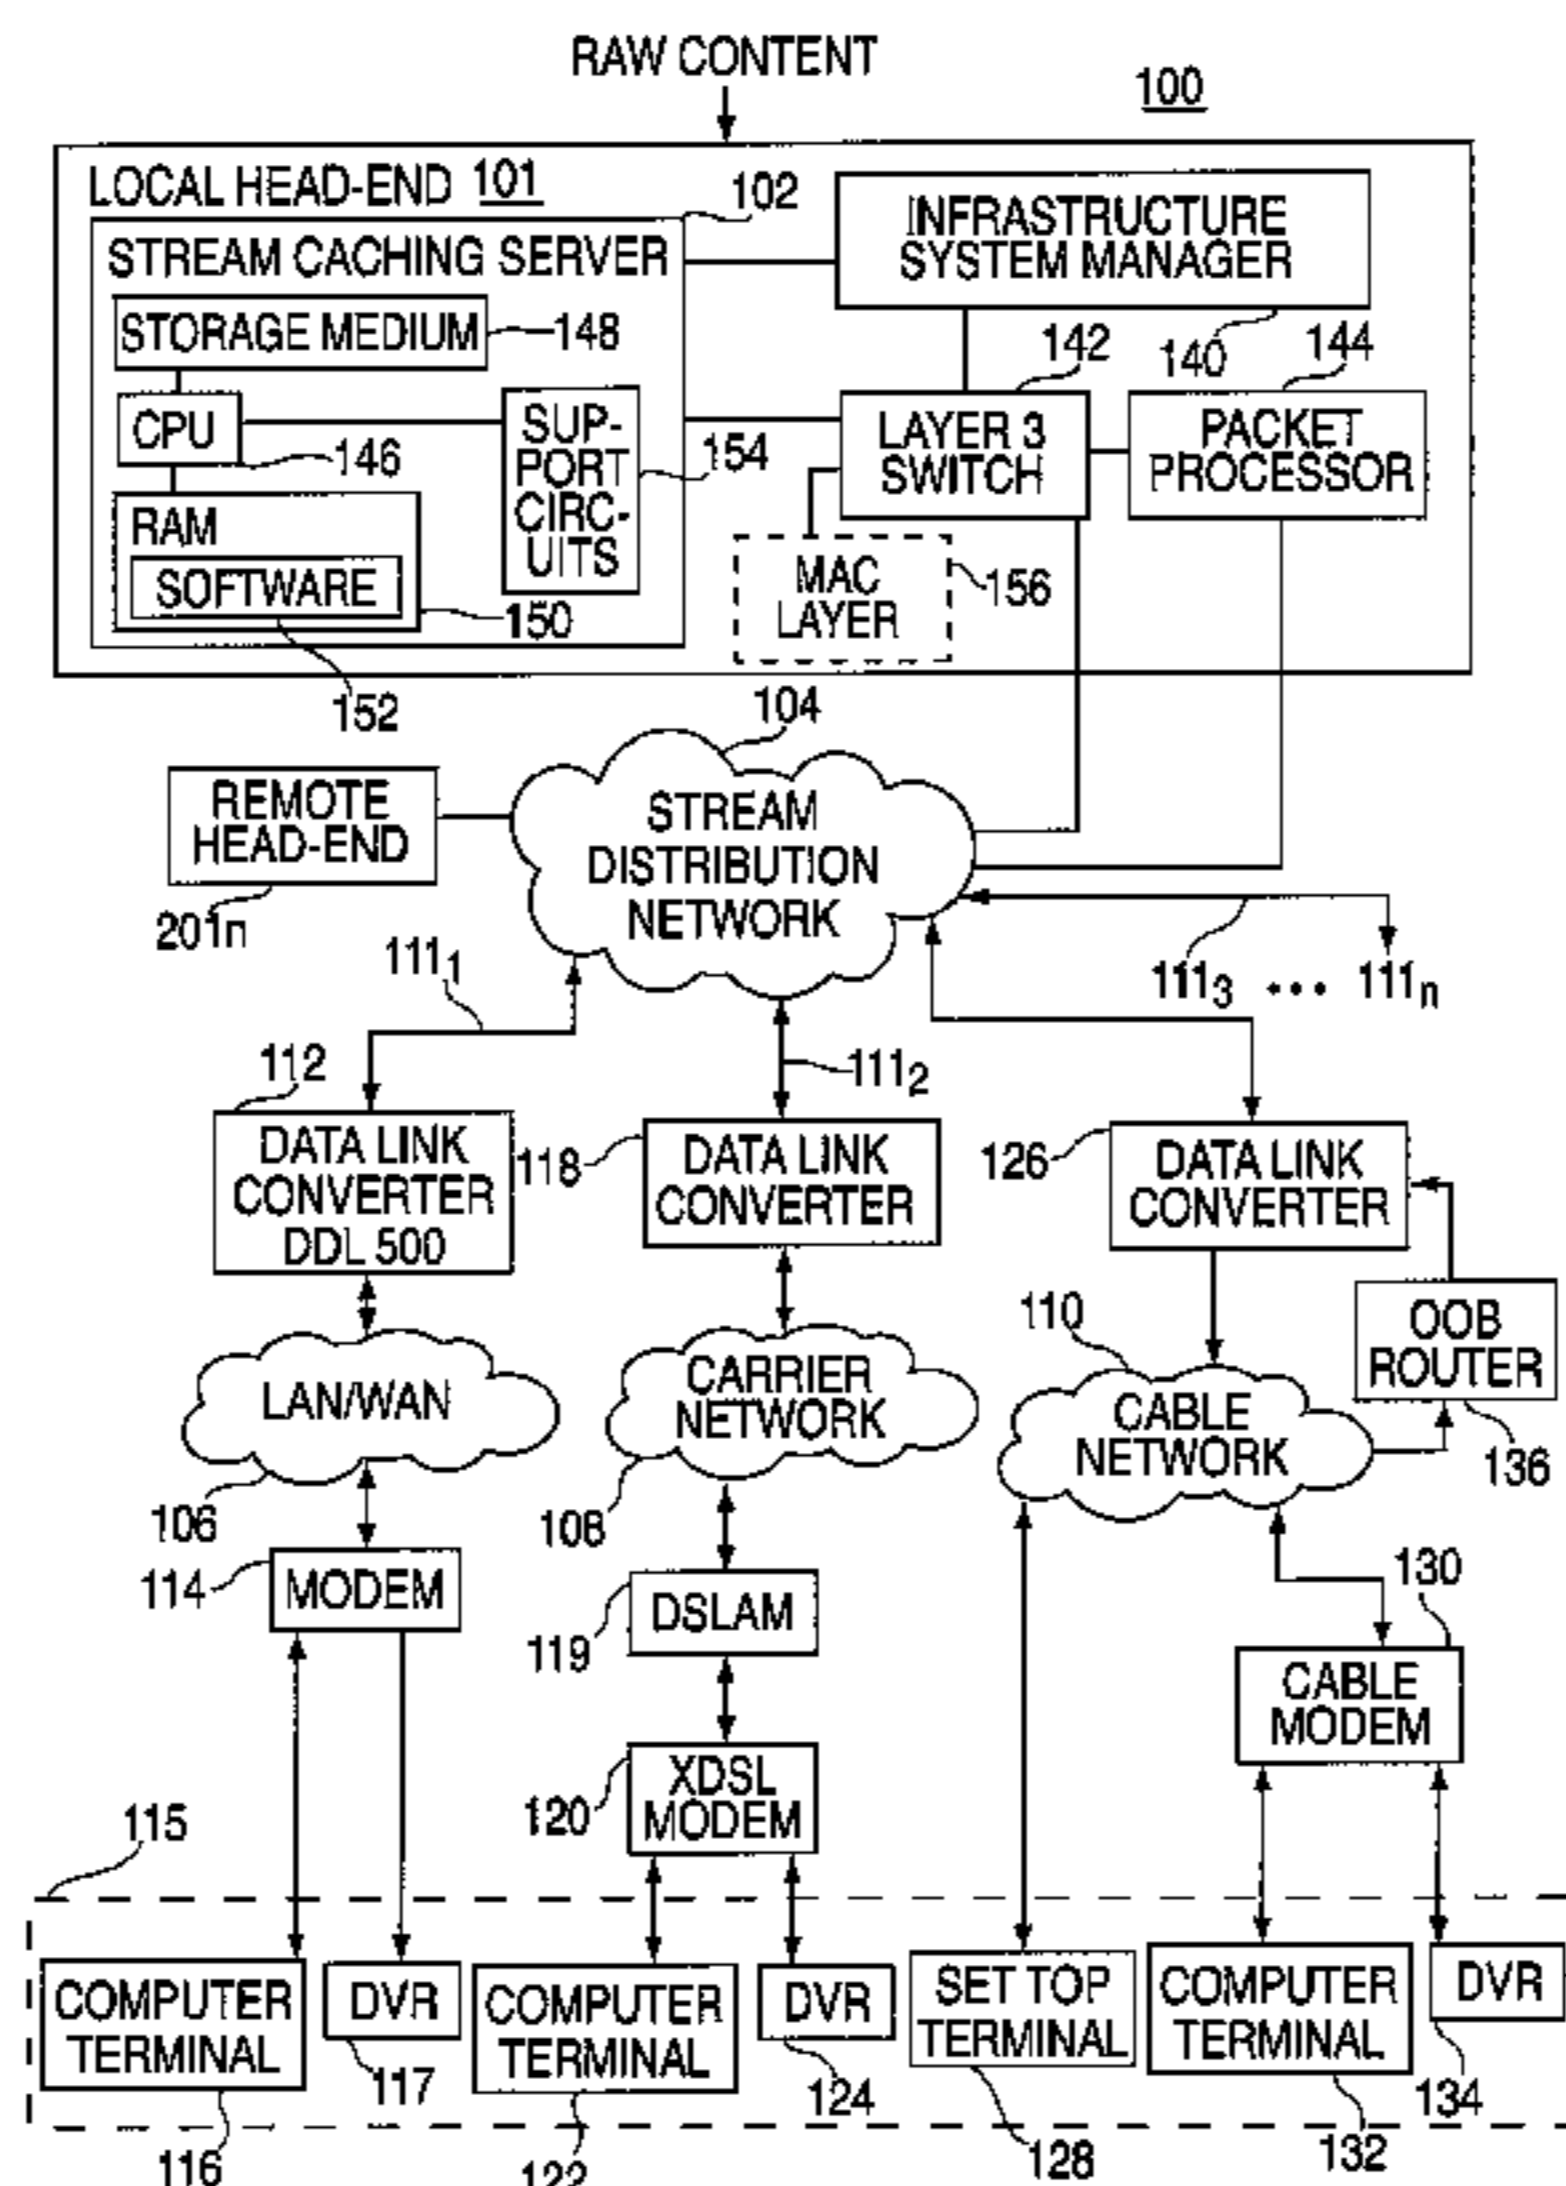 RAW CONTENT
100
LOCAL HEAD-END 101
102
STREAM CACHING SERVER
STORAGE MEDIUM
148
CPU
146
SUP-
PORT
CIRC-
UITS
154
RAM
SOFTWARE
150
152
INFRASTRUCTURE
SYSTEM MANAGER
140
142
LAYER 3
SWITCH
144
PACKET
PROCESSOR
MAC
LAYER
156
104
STREAM
DISTRIBUTION
NETWORK
REMOTE
HEAD-END
201n
111₁
111₂
111₃ ••• 111n
112
DATA LINK
CONVERTER
DDL 500
118
DATA LINK
CONVERTER
126
DATA LINK
CONVERTER
LAN/WAN
106
CARRIER
NETWORK
108
110
CABLE
NETWORK
OOB
ROUTER
136
114
MODEM
119
DSLAM
130
CABLE
MODEM
120
XDSL
MODEM
115
COMPUTER
TERMINAL
116
DVR
117
COMPUTER
TERMINAL
122
DVR
124
SET TOP
TERMINAL
128
COMPUTER
TERMINAL
132
DVR
134